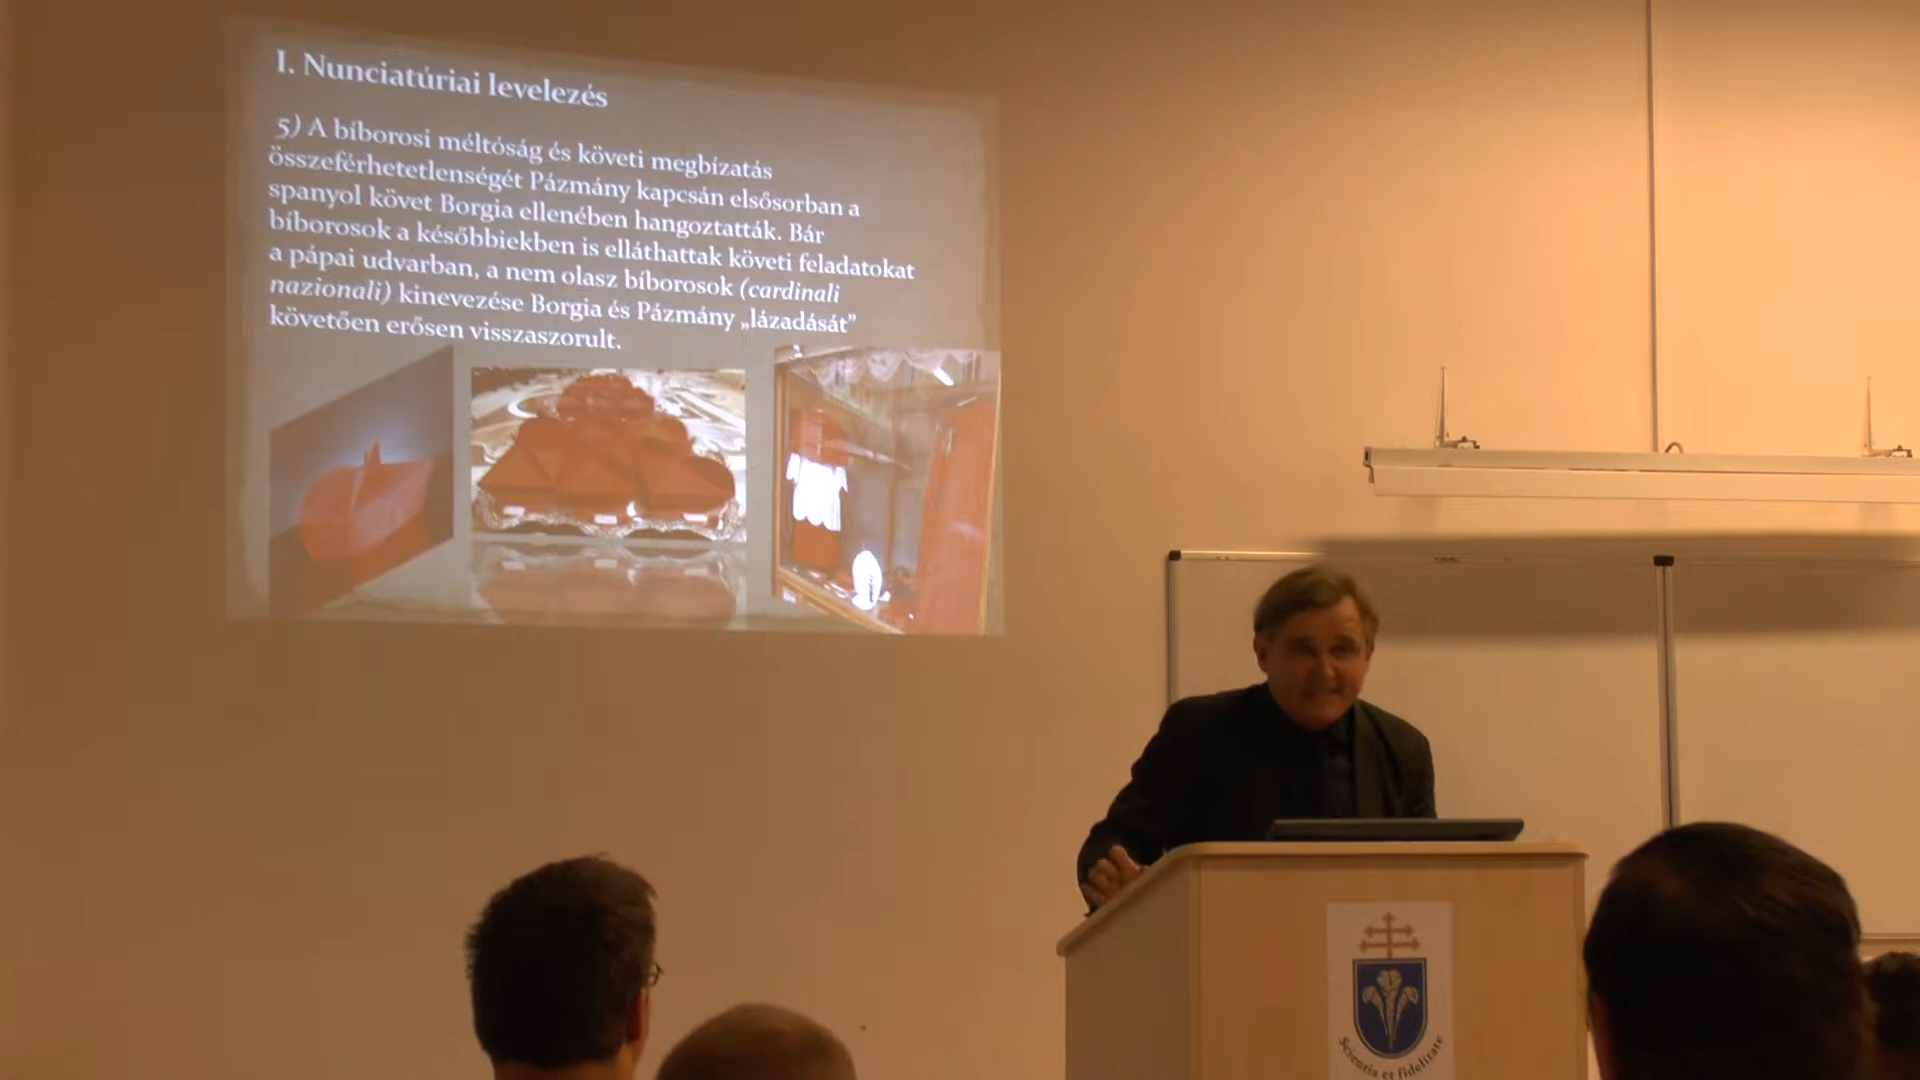 I. Nunciatúriai levelezés
5) A bíborosi méltóság és követi megbízatás
összeférhetetlenségét Pázmány kapcsán elsősorban a
spanyol követ Borgia ellenében hangoztatták. Bár
bíborosok a későbbiekben is elláthattak követi feladatokat
a pápai udvarban, a nem olasz bíborosok (cardinali
nazionali) kinevezése Borgia és Pázmány „lázadását”
követően erősen visszaszorult.
Scientia et fidelitate